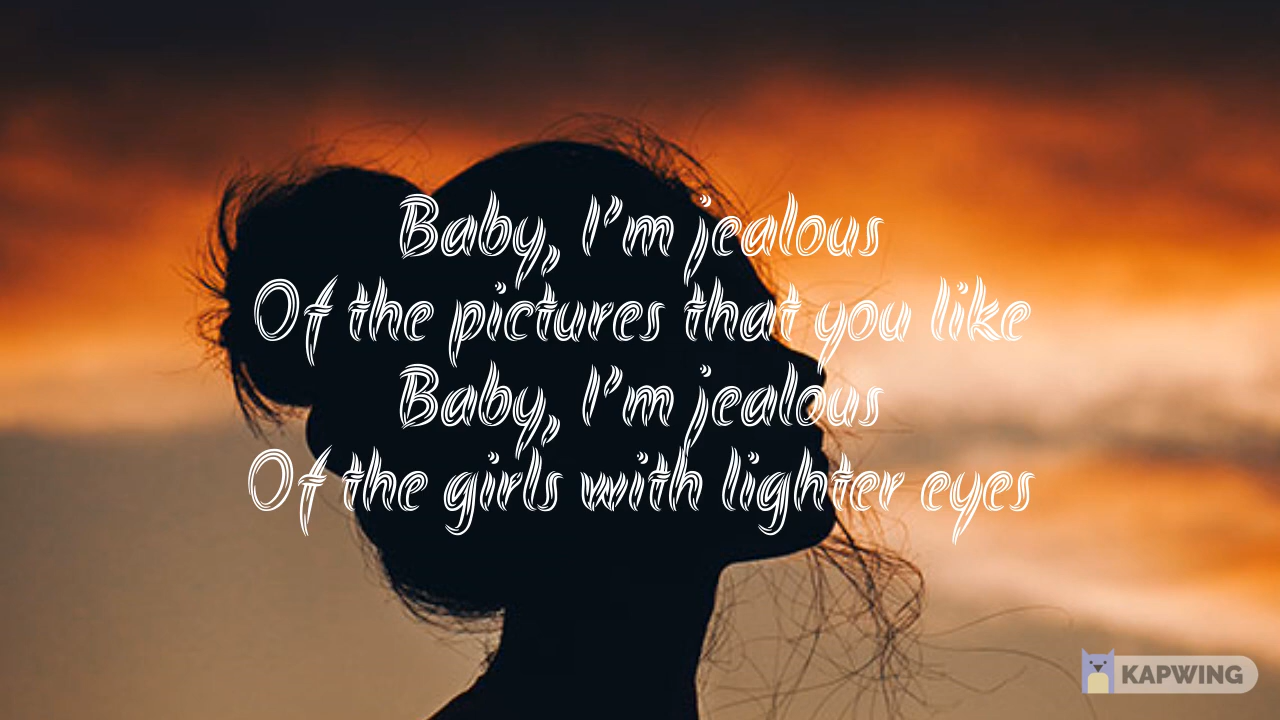 Baby, I'm jealous
Of the pictures that you like
Baby, I'm jealous
Of the girls with lighter eyes
KAPWING